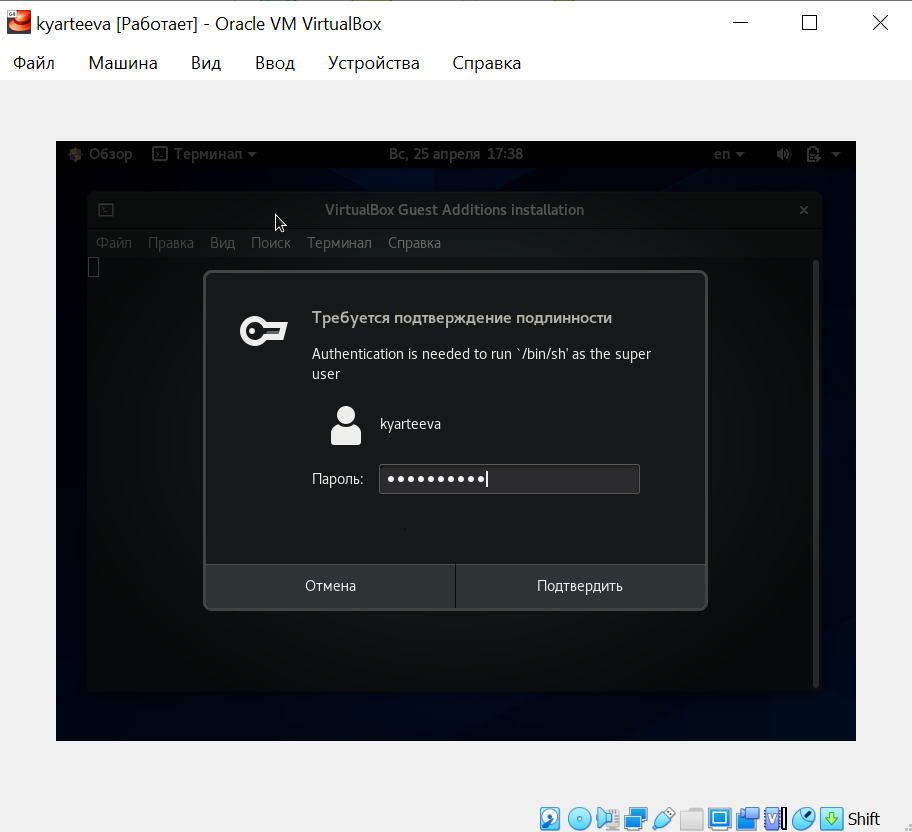 kyarteeva [Работает] - Oracle VM VirtualBox
Файл Машина Вид Ввод Устройства Справка
Обзор Терминал Вс, 25 апреля 17:38 en
VirtualBox Guest Additions installation
Файл Правка Вид Поиск Терминал Справка
Требуется подтверждение подлинности
Authentication is needed to run `/bin/sh' as the super
user
kyarteeva
Пароль: ●●●●●●●●●●
Отмена Подтвердить
Shift